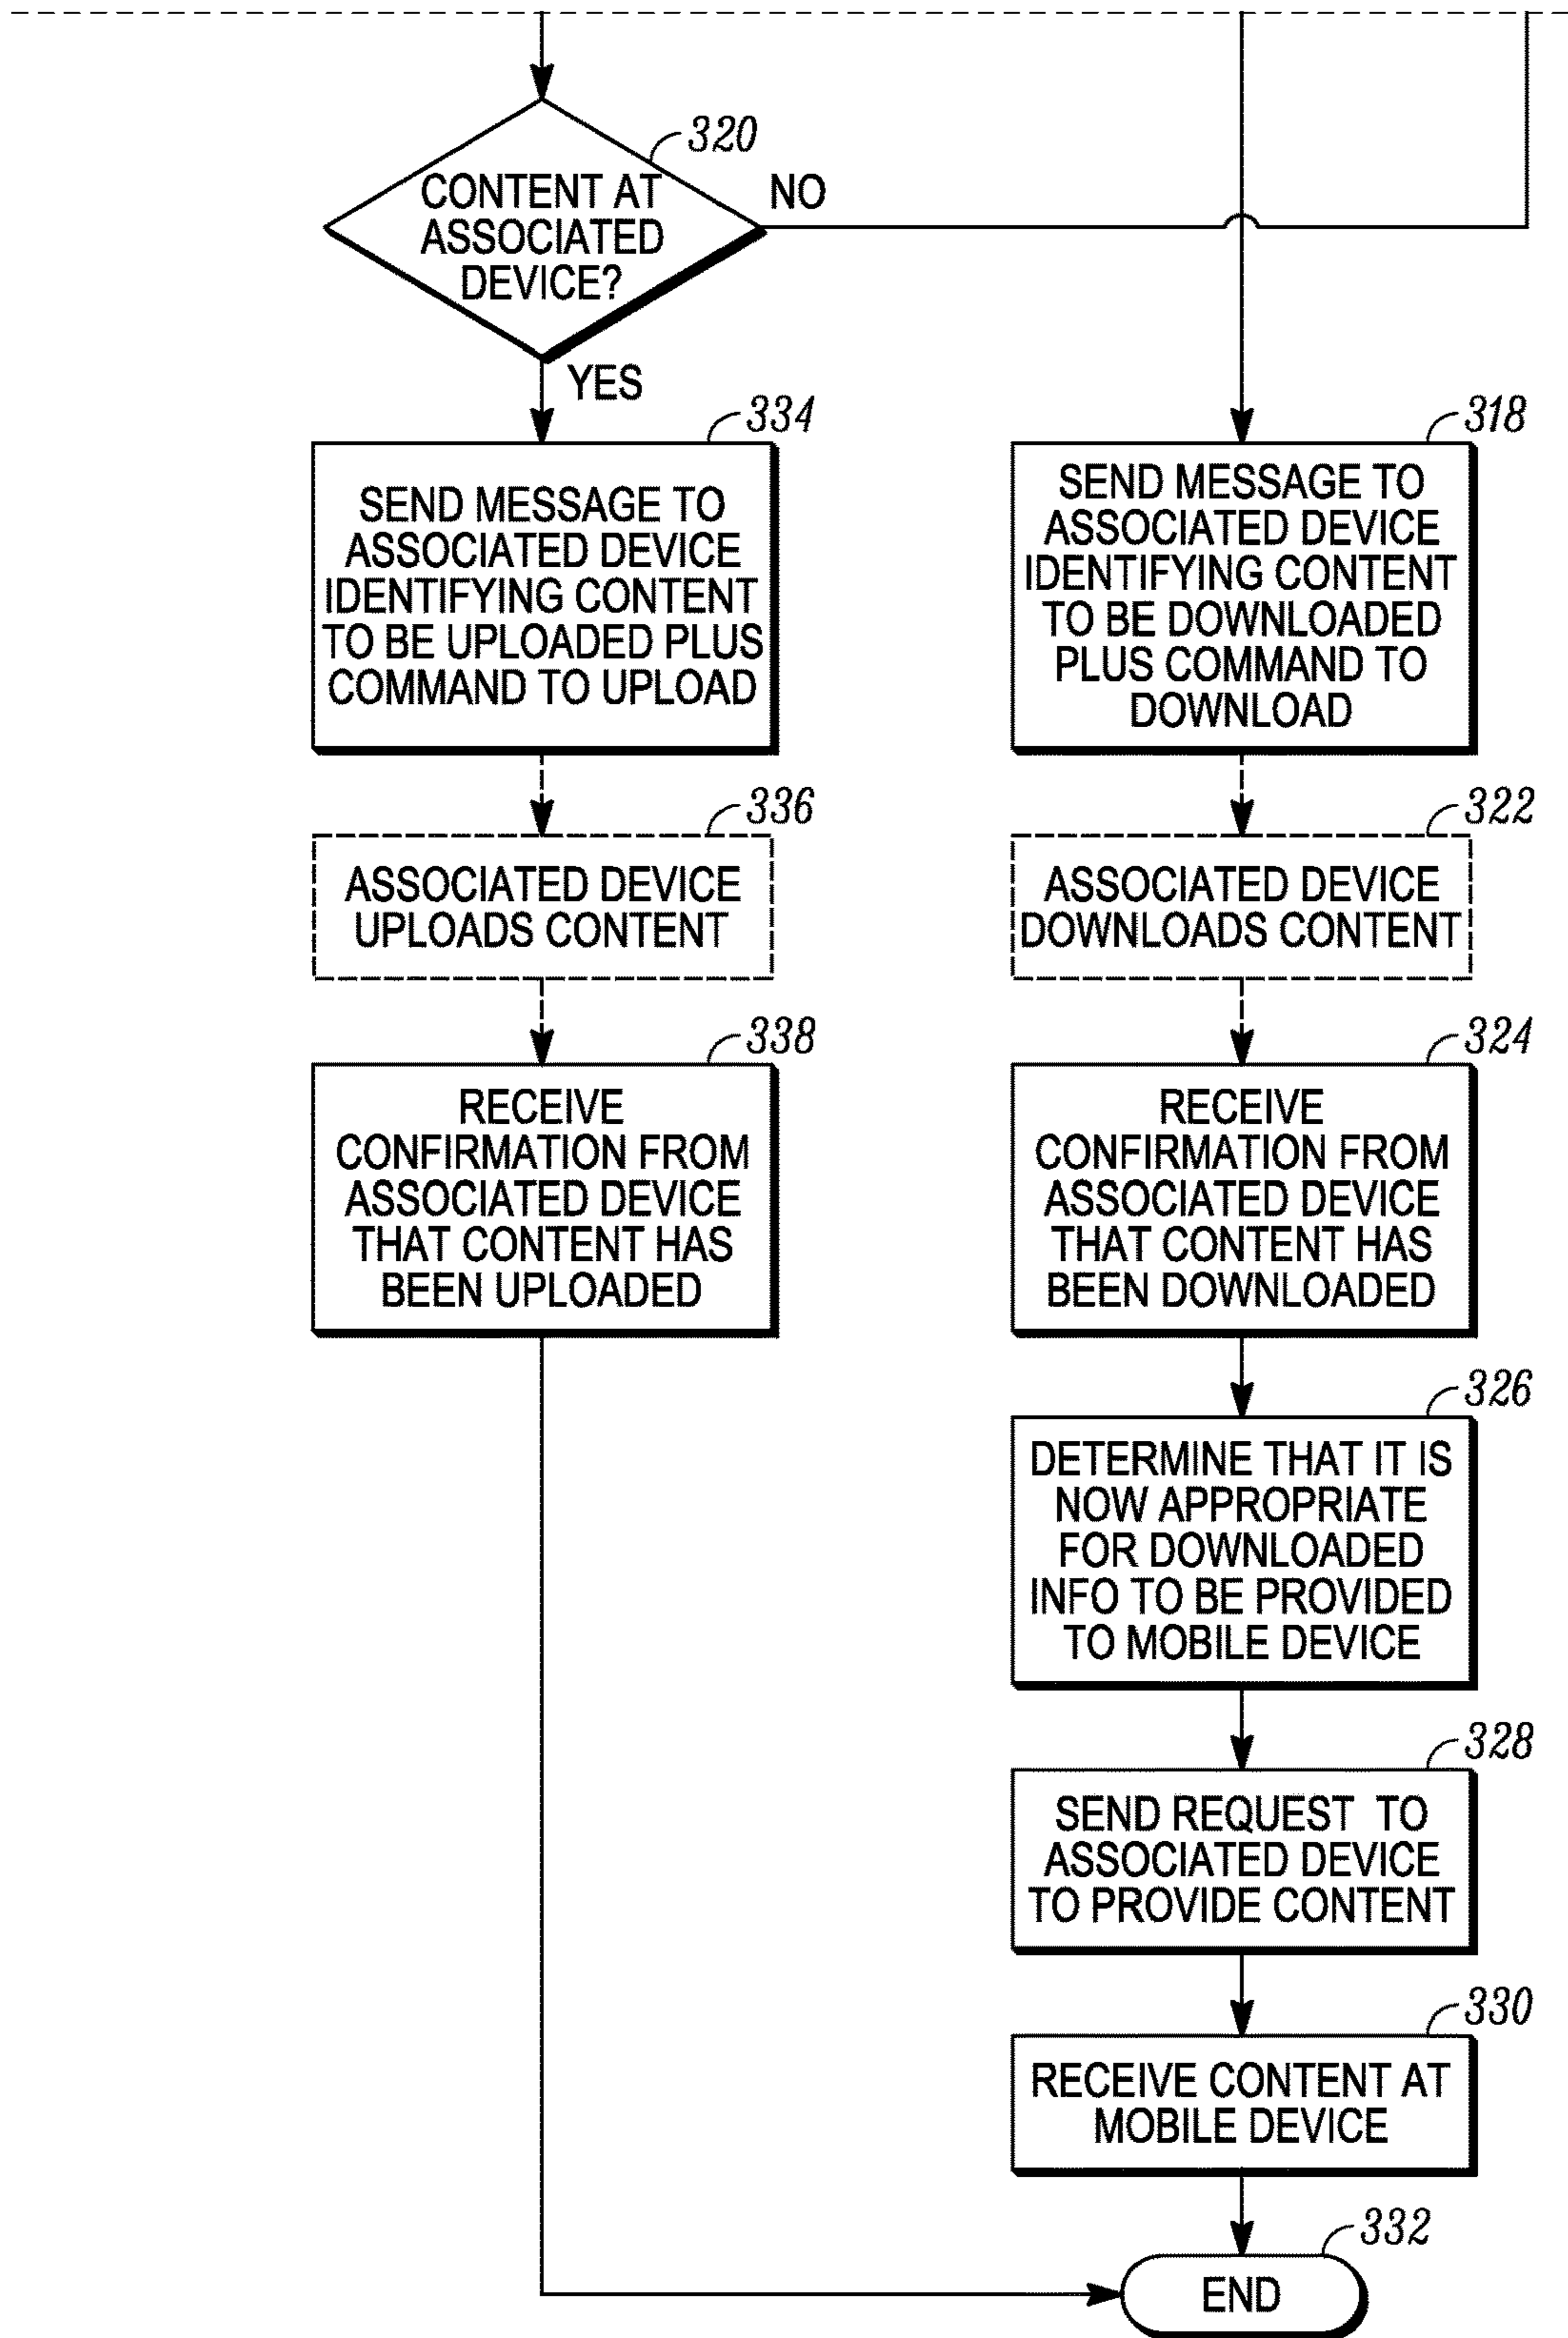 320
CONTENT AT
ASSOCIATED
DEVICE?
NO
YES
334
SEND MESSAGE TO
ASSOCIATED DEVICE
IDENTIFYING CONTENT
TO BE UPLOADED PLUS
COMMAND TO UPLOAD
336
ASSOCIATED DEVICE
UPLOADS CONTENT
338
RECEIVE
CONFIRMATION FROM
ASSOCIATED DEVICE
THAT CONTENT HAS
BEEN UPLOADED
318
SEND MESSAGE TO
ASSOCIATED DEVICE
IDENTIFYING CONTENT
TO BE DOWNLOADED
PLUS COMMAND TO
DOWNLOAD
322
ASSOCIATED DEVICE
DOWNLOADS CONTENT
324
RECEIVE
CONFIRMATION FROM
ASSOCIATED DEVICE
THAT CONTENT HAS
BEEN DOWNLOADED
326
DETERMINE THAT IT IS
NOW APPROPRIATE
FOR DOWNLOADED
INFO TO BE PROVIDED
TO MOBILE DEVICE
328
SEND REQUEST TO
ASSOCIATED DEVICE
TO PROVIDE CONTENT
330
RECEIVE CONTENT AT
MOBILE DEVICE
332
END